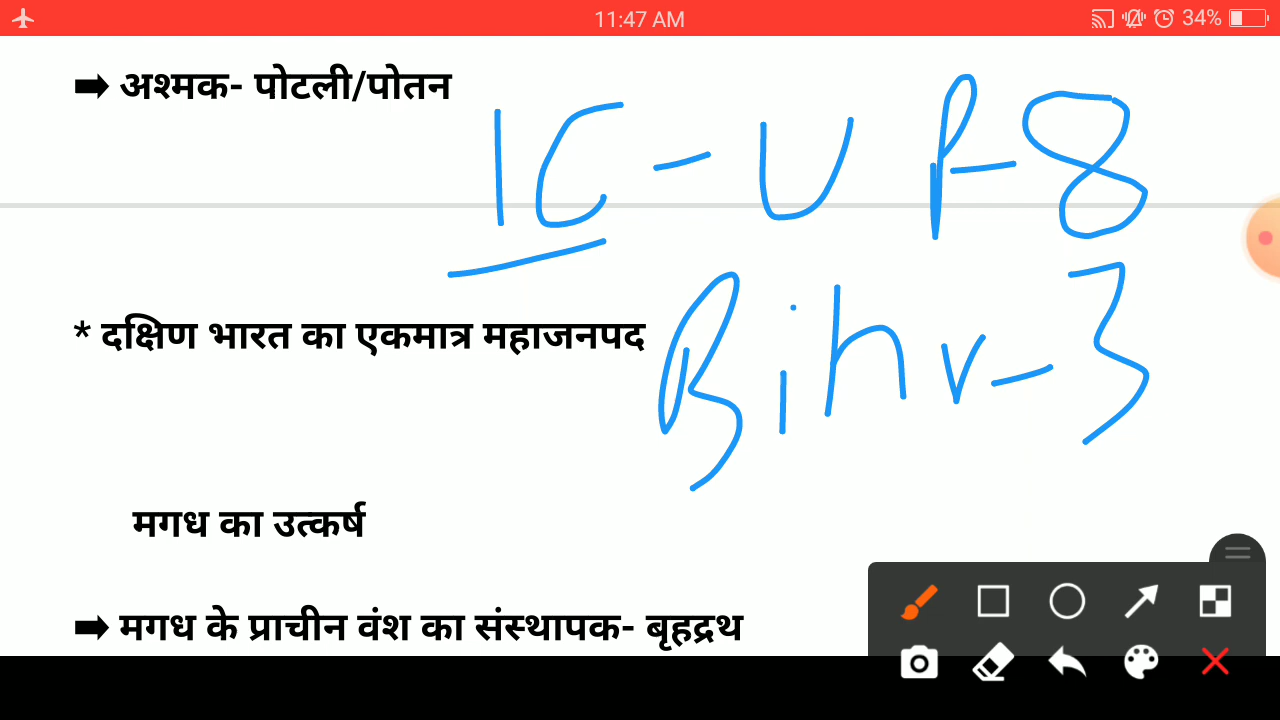 11:47 AM
34%
➡ अश्मक- पोटली/पोतन
16 - UP-8
* दक्षिण भारत का एकमात्र महाजनपद
Bihr-3
मगध का उत्कर्ष
➡ मगध के प्राचीन वंश का संस्थापक- बृहद्रथ